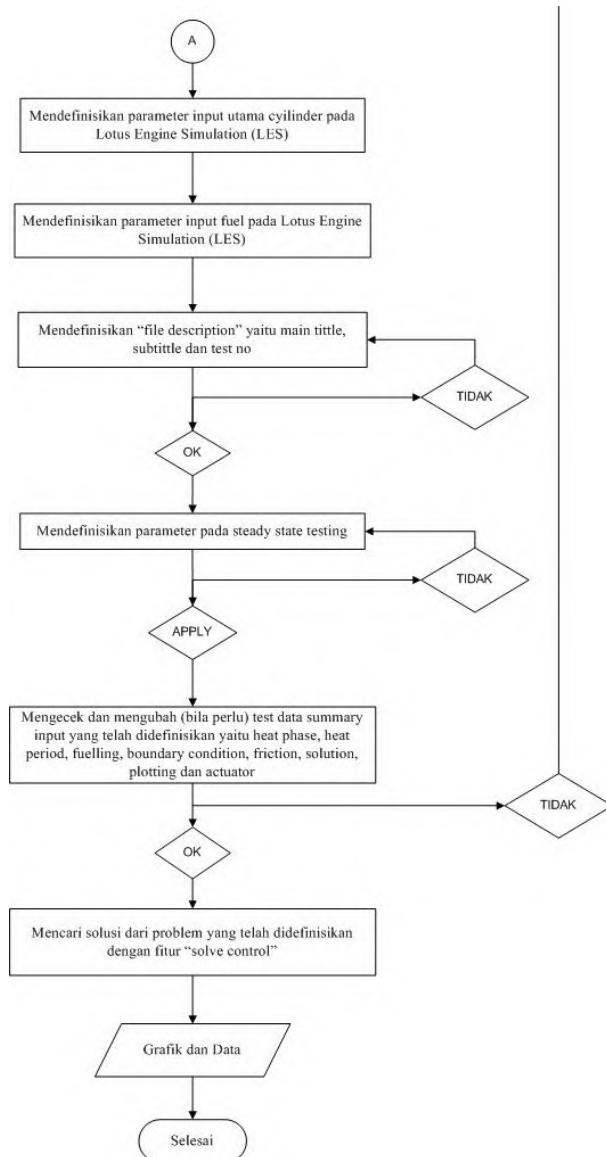 A
Mendefinisikan parameter input utama cyilinder pada
Lotus Engine Simulation (LES)
Mendefinisikan parameter input fuel pada Lotus Engine
Simulation (LES)
Mendefinisikan “file description” yaitu main tittle,
subtittle dan test no
TIDAK
OK
Mendefinisikan parameter pada steady state testing
TIDAK
APPLY
Mengecek dan mengubah (bila perlu) test data summary
input yang telah didefinisikan yaitu heat phase, heat
period, fuelling, boundary condition, friction, solution,
plotting dan actuator
TIDAK
OK
Mencari solusi dari problem yang telah didefinisikan
dengan fitur “solve control”
Grafik dan Data
Selesai